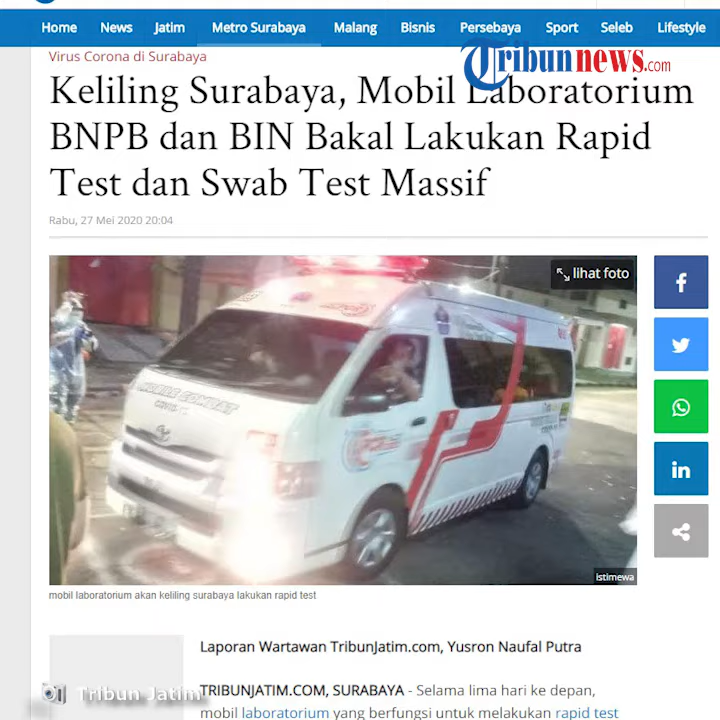 Home News Jatim Metro Surabaya Malang Bisnis Persebaya Sport Seleb Lifestyle
Virus Corona di Surabaya
Tribunnews.com
Keliling Surabaya, Mobil Laboratorium
BNPB dan BIN Bakal Lakukan Rapid
Test dan Swab Test Massif
Rabu, 27 Mei 2020 20:04
lihat foto
COVID
Istimewa
mobil laboratorium akan keliling surabaya lakukan rapid test
Laporan Wartawan TribunJatim.com, Yusron Naufal Putra
Tribun Jatim
TRIBUNJATIM.COM, SURABAYA - Selama lima hari ke depan,
mobil laboratorium yang berfungsi untuk melakukan rapid test